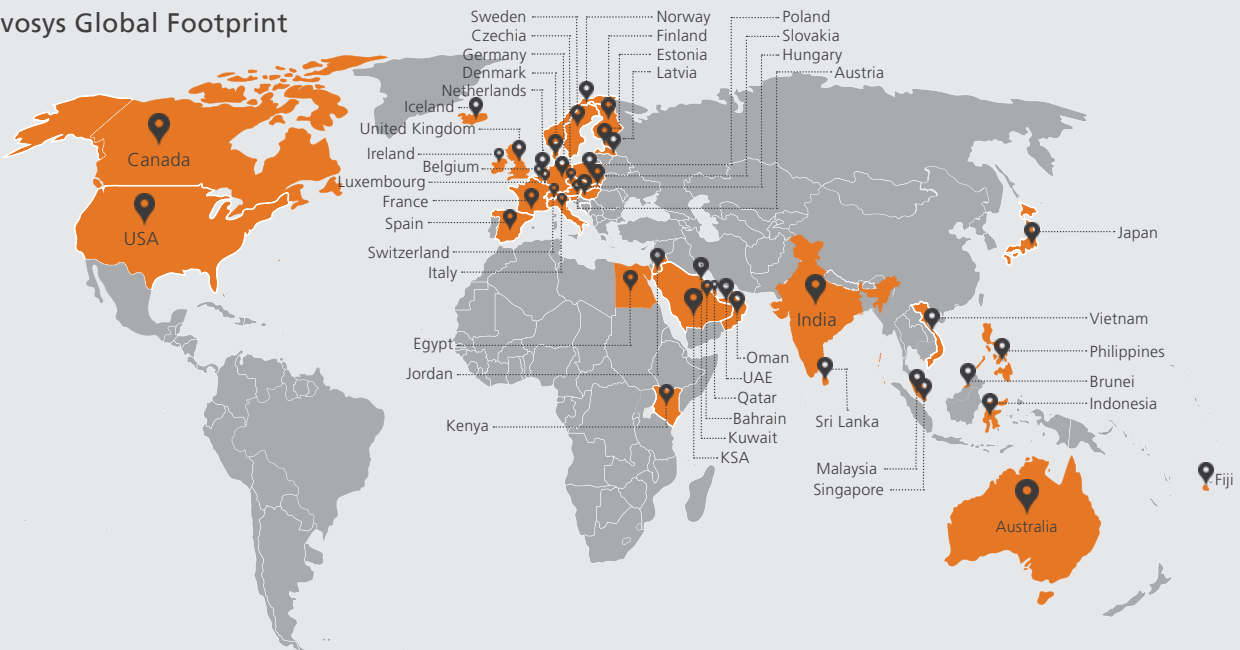 vosys Global Footprint
Sweden
Czechia
Germany
Denmark
Netherlands
Iceland
United Kingdom
Ireland
Belgium
Luxembourg
France
Spain
Switzerland
Italy
Norway
Finland
Estonia
Latvia
Poland
Slovakia
Hungary
Austria
Canada
USA
Egypt
Jordan
Kenya
Oman
UAE
Qatar
Bahrain
Kuwait
KSA
India
Sri Lanka
Malaysia
Singapore
Japan
Vietnam
Philippines
Brunei
Indonesia
Fiji
Australia